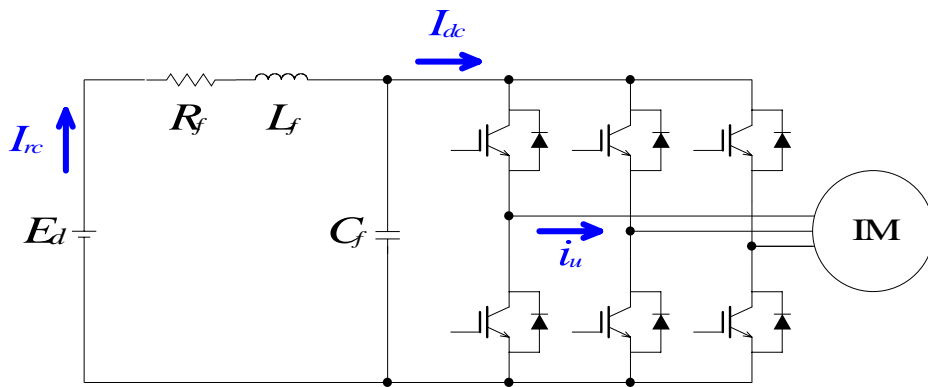 I_dc
R_f
L_f
I_rc
E_d
C_f
i_u
IM